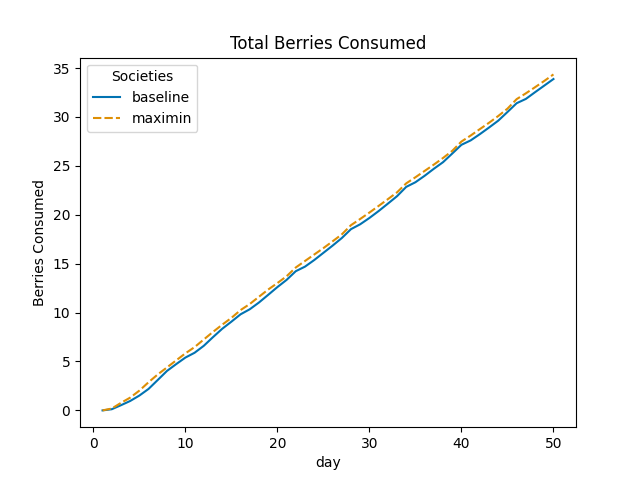 Total Berries Consumed
Societies
baseline
maximin
Berries Consumed
35
30
25
20
15
10
5
0
0 10 20 30 40 50
day